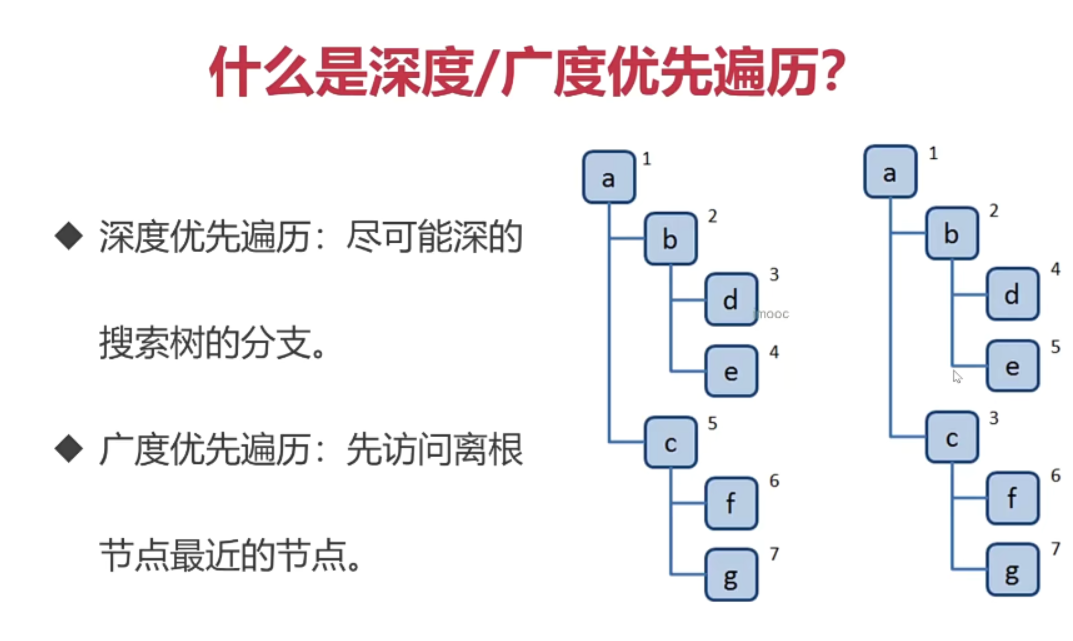 什么是深度/广度优先遍历?
◆ 深度优先遍历：尽可能深的
搜索树的分支。
◆ 广度优先遍历：先访问离根
节点最近的节点。
a 1
b 2
d 3
imooc
e 4
c 5
f 6
g 7
a 1
b 2
d 4
e 5
c 3
f 6
g 7